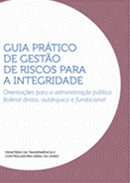 GUIA PRÁTICO
DE GESTÃO
DE RISCOS PARA
A INTEGRIDADE
Orientações para a administração pública
federal direta, autárquica e fundacional
MINISTÉRIO DA TRANSPARÊNCIA E
CONTROLADORIA-GERAL DA UNIÃO